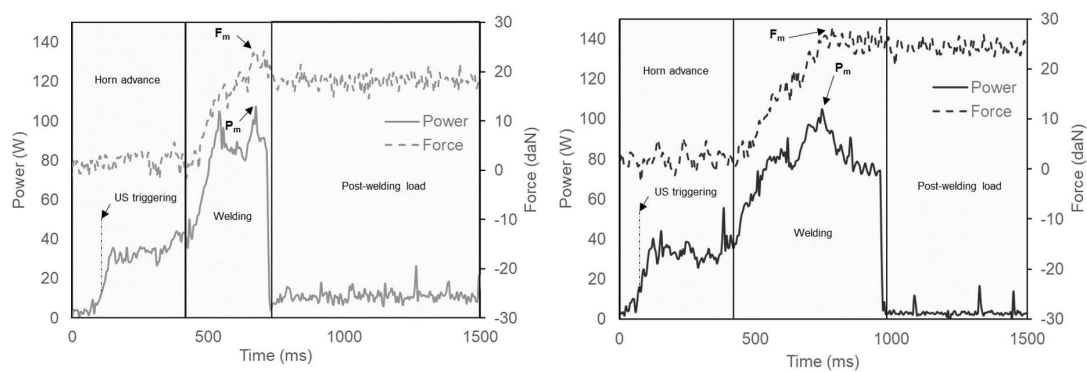 140
120
100
80
60
40
20
0
Power (W)
30
20
10
0
-10
-20
-30
Force (daN)
0
500
1000
1500
Time (ms)
Horn advance
Fm
Pm
Power
Force
US triggering
Welding
Post-welding load
140
120
100
80
60
40
20
0
Power (W)
30
20
10
0
-10
-20
-30
Force (daN)
0
500
1000
1500
Time (ms)
Horn advance
Fm
Pm
Power
Force
US triggering
Welding
Post-welding load